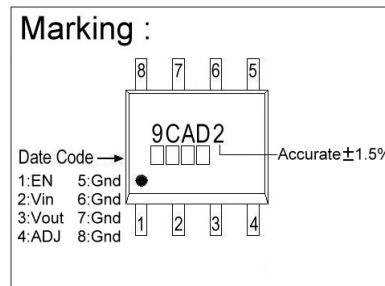 Marking :
8 7 6 5
9CAD2
Date Code
Accurate±1.5%
1:EN 5:Gnd
2:Vin 6:Gnd
3:Vout 7:Gnd
4:ADJ 8:Gnd
1 2 3 4